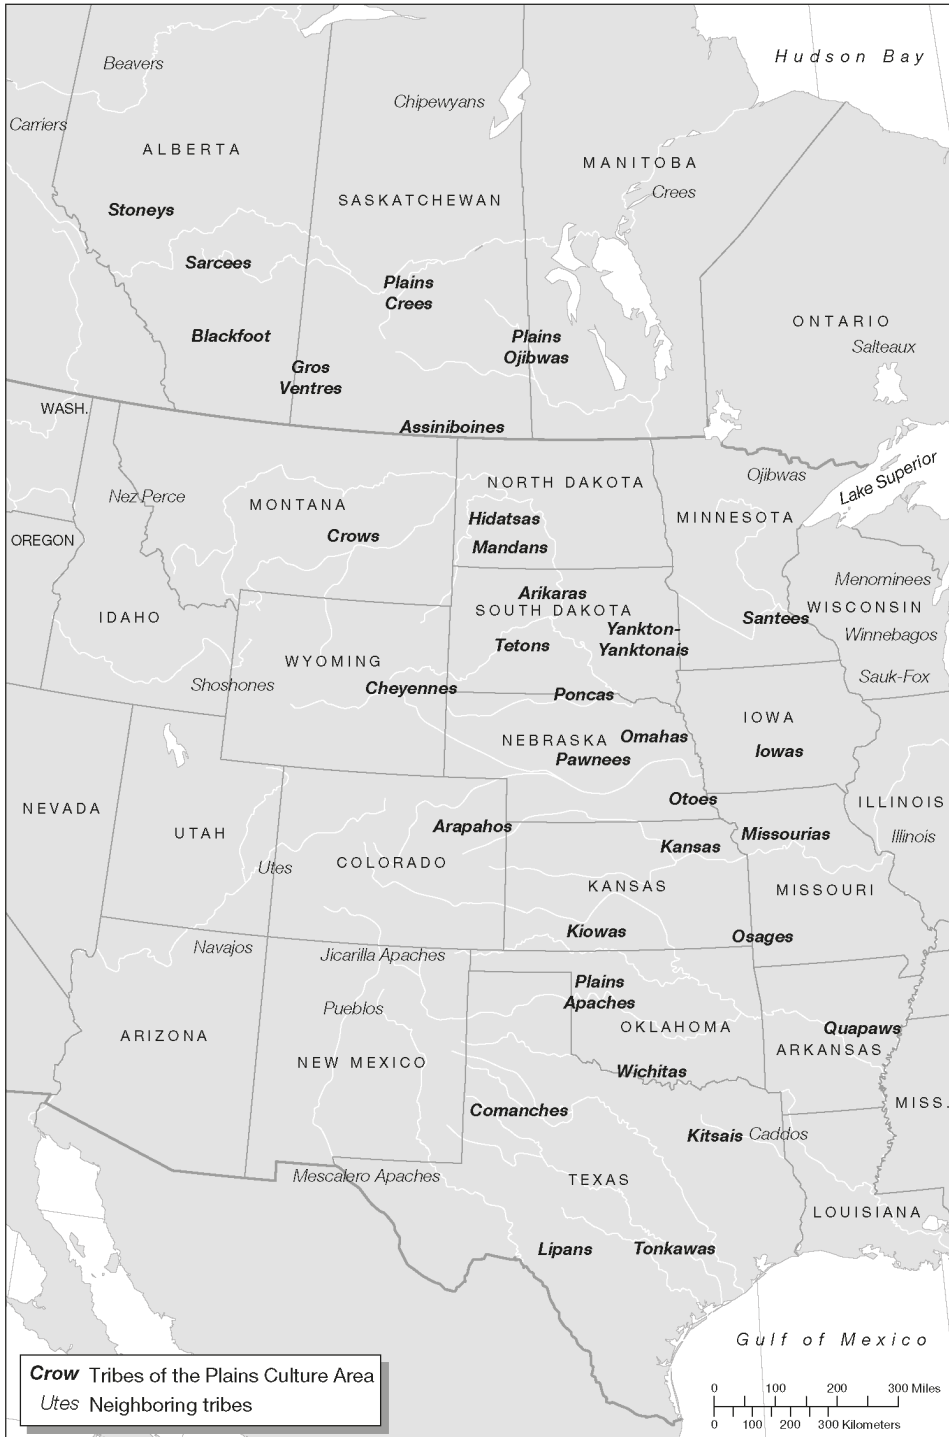 Beavers
Hudson Bay
Chipewyans
Carriers
ALBERTA
MANITOBA
Crees
SASKATCHEWAN
Stoneys
Sarcees
Plains
Crees
ONTARIO
Salteaux
Blackfoot
Plains
Ojibwas
Gros
Ventres
WASH.
Assiniboines
Lake Superior
Ojibwas
NORTH DAKOTA
Nez Perce
MONTANA
Hidatsas
MINNESOTA
OREGON
Crows
Mandans
Menominees
Arikaras
WISCONSIN
SOUTH DAKOTA
IDAHO
Santees
Yankton-
Yanktonais
Winnebagos
Tetons
WYOMING
Sauk-Fox
Shoshones
Cheyennes
Poncas
IOWA
Omahas
NEBRASKA
Iowas
Pawnees
Otoes
ILLINOIS
NEVADA
Arapahos
UTAH
Missourias
Illinois
Kansas
COLORADO
Utes
KANSAS
MISSOURI
Kiowas
Osages
Navajos
Jicarilla Apaches
Plains
Apaches
Pueblos
OKLAHOMA
Quapaws
ARIZONA
ARKANSAS
NEW MEXICO
Wichitas
MISS.
Comanches
Kitsais
Caddos
Mescalero Apaches
TEXAS
LOUISIANA
Lipans
Tonkawas
Gulf of Mexico
Crow Tribes of the Plains Culture Area
Utes Neighboring tribes
0 100 200 300 Miles
0 100 200 300 Kilometers